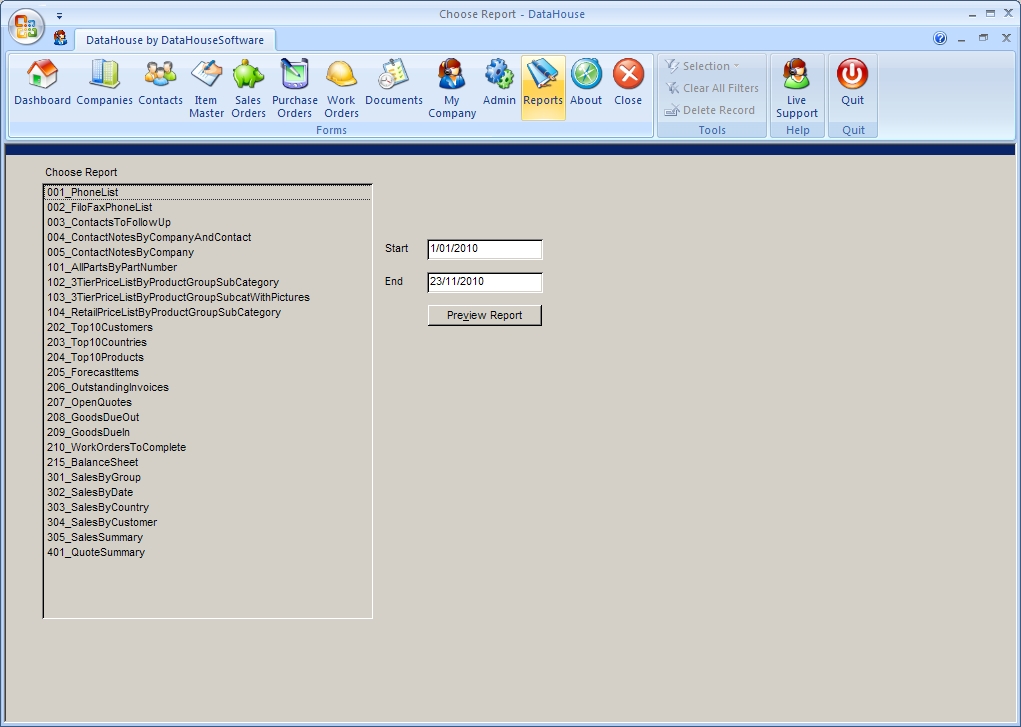 Choose Report - DataHouse
DataHouse by DataHouseSoftware
Dashboard
Companies
Contacts
Item Master
Sales Orders
Purchase Orders
Work Orders
Documents
My Company
Admin
Reports
About
Close
Forms
Selection
Clear All Filters
Delete Record
Tools
Live Support
Help
Quit
Quit
Choose Report
001_PhoneList
002_FiloFaxPhoneList
003_ContactsToFollowUp
004_ContactNotesByCompanyAndContact
005_ContactNotesByCompany
101_AllPartsByPartNumber
102_3TierPriceListByProductGroupSubCategory
103_3TierPriceListByProductGroupSubcatWithPictures
104_RetailPriceListByProductGroupSubCategory
202_Top10Customers
203_Top10Countries
204_Top10Products
205_ForecastItems
206_OutstandingInvoices
207_OpenQuotes
208_GoodsDueOut
209_GoodsDueIn
210_WorkOrdersToComplete
215_BalanceSheet
301_SalesByGroup
302_SalesByDate
303_SalesByCountry
304_SalesByCustomer
305_SalesSummary
401_QuoteSummary
Start 1/01/2010
End 23/11/2010
Preview Report